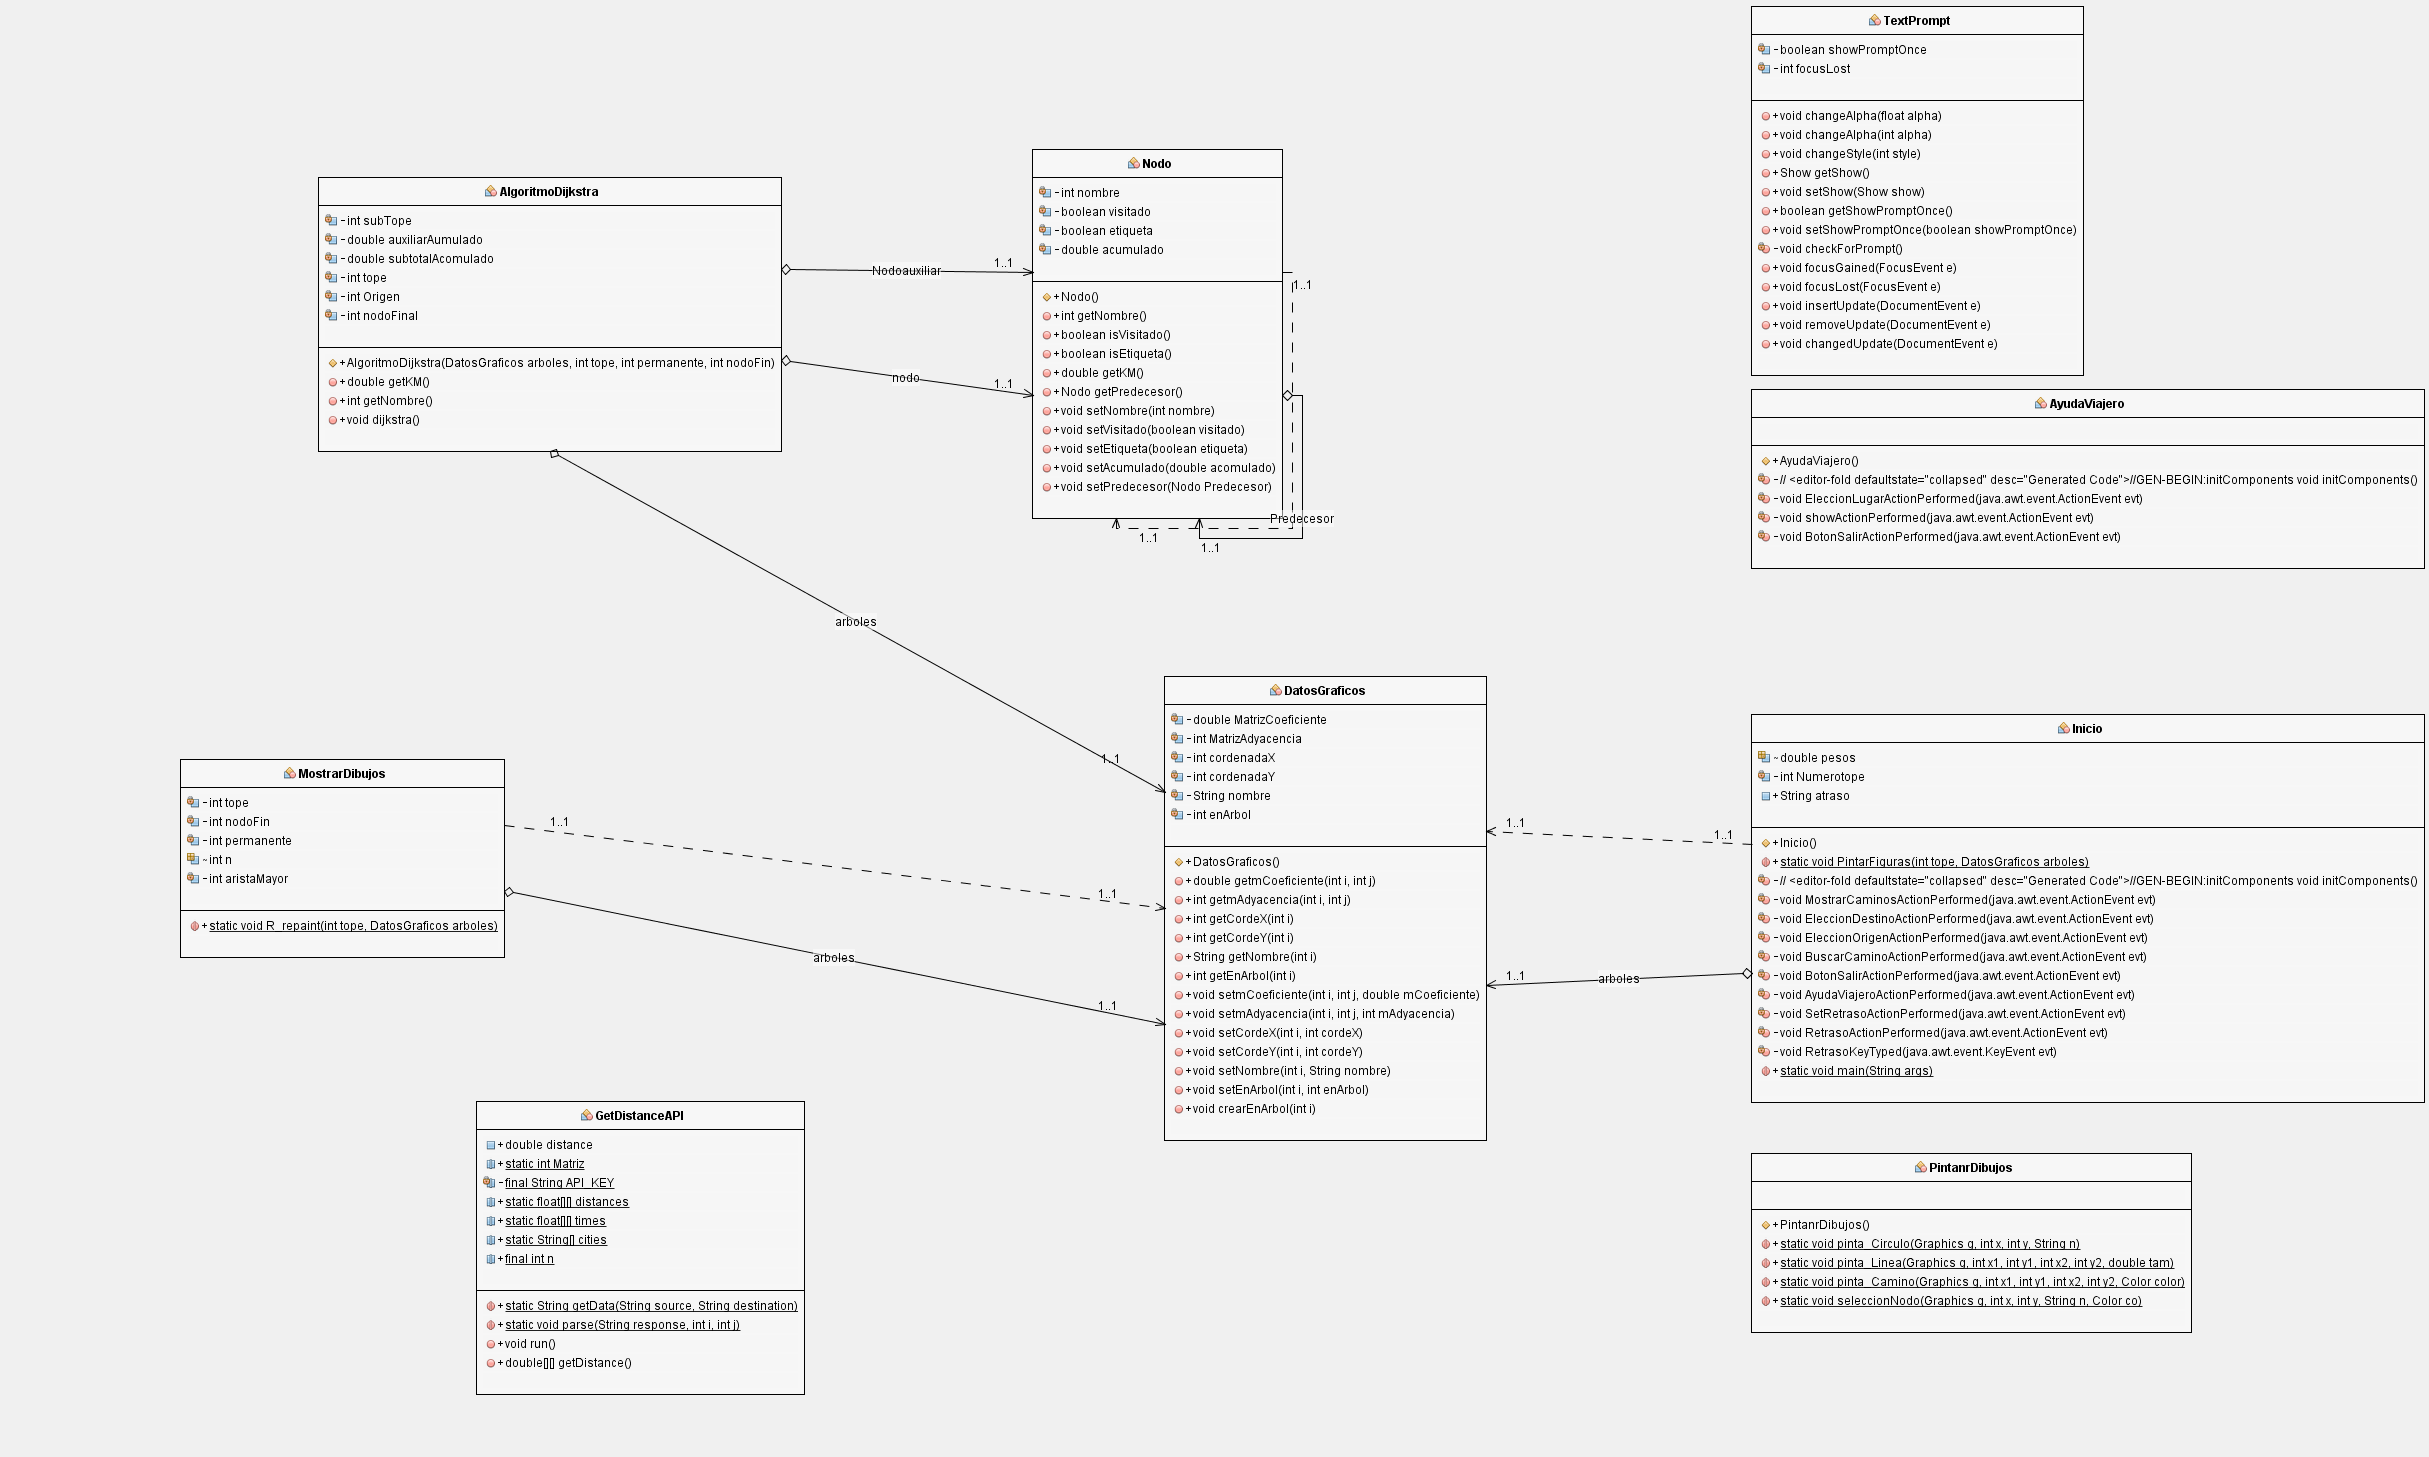 TextPrompt
- boolean showPromptOnce
- int focusLost
+ void changeAlpha(float alpha)
+ void changeAlpha(int alpha)
+ void changeStyle(int style)
+ Show getShow()
+ void setShow(Show show)
+ boolean getShowPromptOnce()
+ void setShowPromptOnce(boolean showPromptOnce)
- void checkForPrompt()
+ void focusGained(FocusEvent e)
+ void focusLost(FocusEvent e)
+ void insertUpdate(DocumentEvent e)
+ void removeUpdate(DocumentEvent e)
+ void changedUpdate(DocumentEvent e)
Nodo
- int nombre
- boolean visitado
- boolean etiqueta
- double acumulado
+ Nodo()
+ int getNombre()
+ boolean isVisitado()
+ boolean isEtiqueta()
+ double getKM()
+ Nodo getPredecesor()
+ void setNombre(int nombre)
+ void setVisitado(boolean visitado)
+ void setEtiqueta(boolean etiqueta)
+ void setAcumulado(double acomulado)
+ void setPredecesor(Nodo Predecesor)
AlgoritmoDijkstra
- int subTope
- double auxiliarAumulado
- double subtotalAcomulado
- int tope
- int Origen
- int nodoFinal
+ AlgoritmoDijkstra(DatosGraficos arboles, int tope, int permanente, int nodoFin)
+ double getKM()
+ int getNombre()
+ void dijkstra()
Nodoauxiliar
1..1
nodo
1..1
1..1
Predecesor
1..1
1..1
AyudaViajero
+ AyudaViajero()
- // <editor-fold defaultstate="collapsed" desc="Generated Code">//GEN-BEGIN:initComponents void initComponents()
- void EleccionLugarActionPerformed(java.awt.event.ActionEvent evt)
- void showActionPerformed(java.awt.event.ActionEvent evt)
- void BotonSalirActionPerformed(java.awt.event.ActionEvent evt)
arboles
1..1
DatosGraficos
- double MatrizCoeficiente
- int MatrizAdyacencia
- int cordenadaX
- int cordenadaY
- String nombre
- int enArbol
+ DatosGraficos()
+ double getmCoeficiente(int i, int j)
+ int getmAdyacencia(int i, int j)
+ int getCordeX(int i)
+ int getCordeY(int i)
+ String getNombre(int i)
+ int getEnArbol(int i)
+ void setmCoeficiente(int i, int j, double mCoeficiente)
+ void setmAdyacencia(int i, int j, int mAdyacencia)
+ void setCordeX(int i, int cordeX)
+ void setCordeY(int i, int cordeY)
+ void setNombre(int i, String nombre)
+ void setEnArbol(int i, int enArbol)
+ void crearEnArbol(int i)
Inicio
~ double pesos
- int Numerotope
+ String atraso
+ Inicio()
+ static void PintarFiguras(int tope, DatosGraficos arboles)
- // <editor-fold defaultstate="collapsed" desc="Generated Code">//GEN-BEGIN:initComponents void initComponents()
- void MostrarCaminosActionPerformed(java.awt.event.ActionEvent evt)
- void EleccionDestinoActionPerformed(java.awt.event.ActionEvent evt)
- void EleccionOrigenActionPerformed(java.awt.event.ActionEvent evt)
- void BuscarCaminoActionPerformed(java.awt.event.ActionEvent evt)
- void BotonSalirActionPerformed(java.awt.event.ActionEvent evt)
- void AyudaViajeroActionPerformed(java.awt.event.ActionEvent evt)
- void SetRetrasoActionPerformed(java.awt.event.ActionEvent evt)
- void RetrasoActionPerformed(java.awt.event.ActionEvent evt)
- void RetrasoKeyTyped(java.awt.event.KeyEvent evt)
+ static void main(String args)
1..1
1..1
1..1
arboles
MostrarDibujos
- int tope
- int nodoFin
- int permanente
~ int n
- int aristaMayor
+ static void R_repaint(int tope, DatosGraficos arboles)
1..1
1..1
arboles
1..1
GetDistanceAPI
+ double distance
+ static int Matriz
- final String API_KEY
+ static float[][] distances
+ static float[][] times
+ static String[] cities
+ final int n
+ static String getData(String source, String destination)
+ static void parse(String response, int i, int j)
+ void run()
+ double[][] getDistance()
PintanrDibujos
+ PintanrDibujos()
+ static void pinta_Circulo(Graphics g, int x, int y, String n)
+ static void pinta_Linea(Graphics g, int x1, int y1, int x2, int y2, double tam)
+ static void pinta_Camino(Graphics g, int x1, int y1, int x2, int y2, Color color)
+ static void seleccionNodo(Graphics g, int x, int y, String n, Color co)